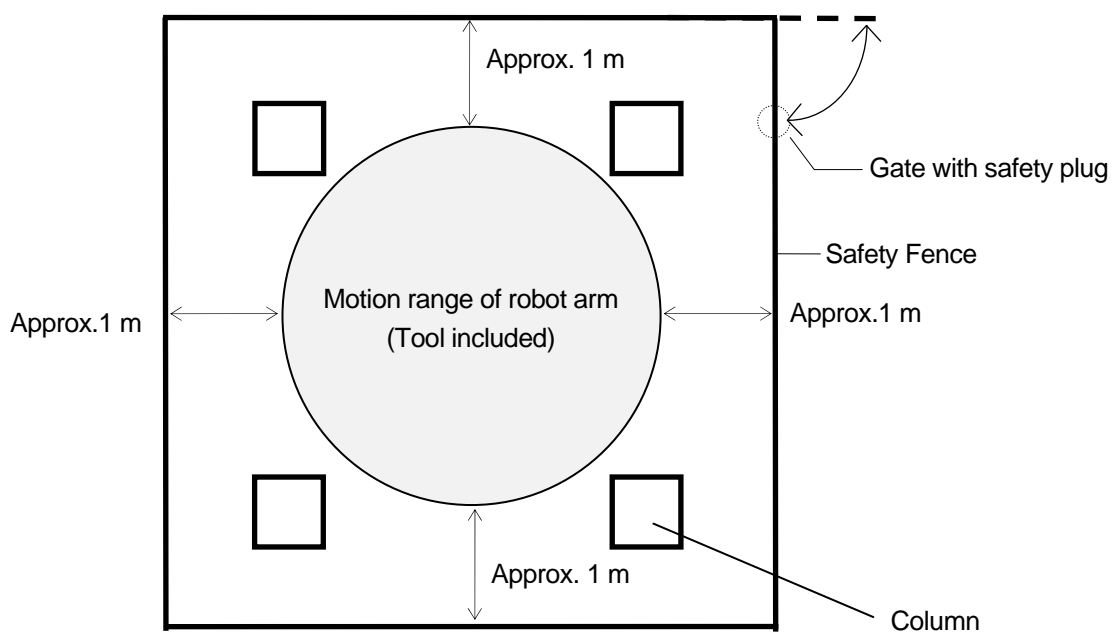 Approx. 1 m
Gate with safety plug
Safety Fence
Motion range of robot arm
(Tool included)
Approx.1 m
Approx.1 m
Approx. 1 m
Column